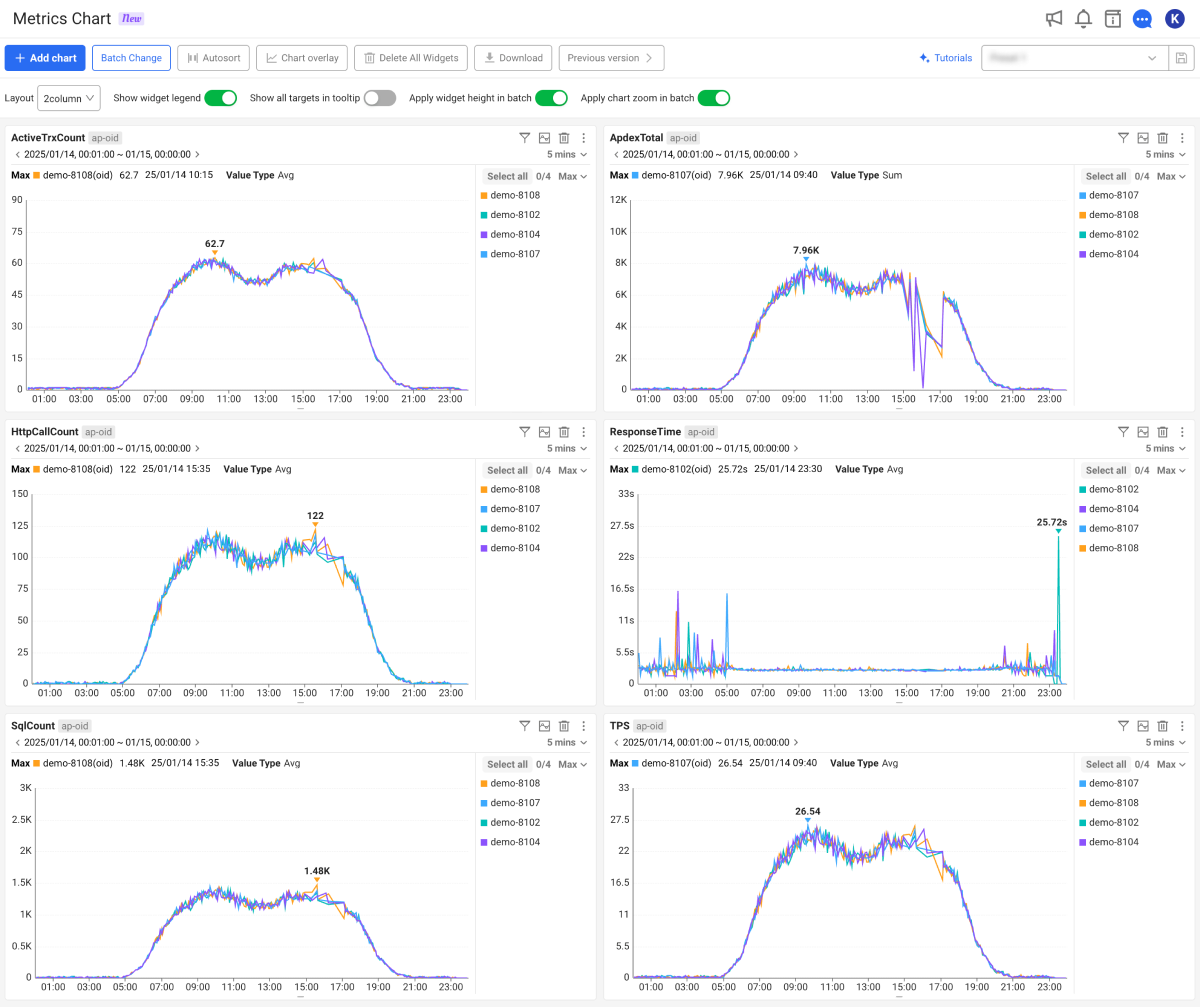 Metrics Chart New
K
+ Add chart Batch Change Autosort Chart overlay Delete All Widgets Download Previous version Tutorials
Layout 2column Show widget legend Show all targets in tooltip Apply widget height in batch Apply chart zoom in batch
ActiveTrxCount ap-oid
2025/01/14, 00:01:00 ~ 01/15, 00:00:00 5 mins
Max demo-8108(oid) 62.7 25/01/14 10:15 Value Type Avg
Select all 0/4 Max
demo-8108
demo-8102
demo-8104
demo-8107
90
75
60
45
30
15
0
62.7
01:00 03:00 05:00 07:00 09:00 11:00 13:00 15:00 17:00 19:00 21:00 23:00
ApdexTotal ap-oid
2025/01/14, 00:01:00 ~ 01/15, 00:00:00 5 mins
Max demo-8107(oid) 7.96K 25/01/14 09:40 Value Type Sum
Select all 0/4 Max
demo-8107
demo-8108
demo-8102
demo-8104
12K
10K
8K
6K
4K
2K
0
7.96K
01:00 03:00 05:00 07:00 09:00 11:00 13:00 15:00 17:00 19:00 21:00 23:00
HttpCallCount ap-oid
2025/01/14, 00:01:00 ~ 01/15, 00:00:00 5 mins
Max demo-8108(oid) 122 25/01/14 15:35 Value Type Avg
Select all 0/4 Max
demo-8108
demo-8107
demo-8102
demo-8104
150
125
100
75
50
25
0
122
01:00 03:00 05:00 07:00 09:00 11:00 13:00 15:00 17:00 19:00 21:00 23:00
ResponseTime ap-oid
2025/01/14, 00:01:00 ~ 01/15, 00:00:00 5 mins
Max demo-8102(oid) 25.72s 25/01/14 23:30 Value Type Avg
Select all 0/4 Max
demo-8102
demo-8104
demo-8107
demo-8108
33s
27.5s
22s
16.5s
11s
5.5s
0
25.72s
01:00 03:00 05:00 07:00 09:00 11:00 13:00 15:00 17:00 19:00 21:00 23:00
SqlCount ap-oid
2025/01/14, 00:01:00 ~ 01/15, 00:00:00 5 mins
Max demo-8108(oid) 1.48K 25/01/14 15:35 Value Type Avg
Select all 0/4 Max
demo-8108
demo-8107
demo-8102
demo-8104
3K
2.5K
2K
1.5K
1K
0.5K
0
1.48K
01:00 03:00 05:00 07:00 09:00 11:00 13:00 15:00 17:00 19:00 21:00 23:00
TPS ap-oid
2025/01/14, 00:01:00 ~ 01/15, 00:00:00 5 mins
Max demo-8107(oid) 26.54 25/01/14 09:40 Value Type Avg
Select all 0/4 Max
demo-8107
demo-8108
demo-8102
demo-8104
33
27.5
22
16.5
11
5.5
0
26.54
01:00 03:00 05:00 07:00 09:00 11:00 13:00 15:00 17:00 19:00 21:00 23:00